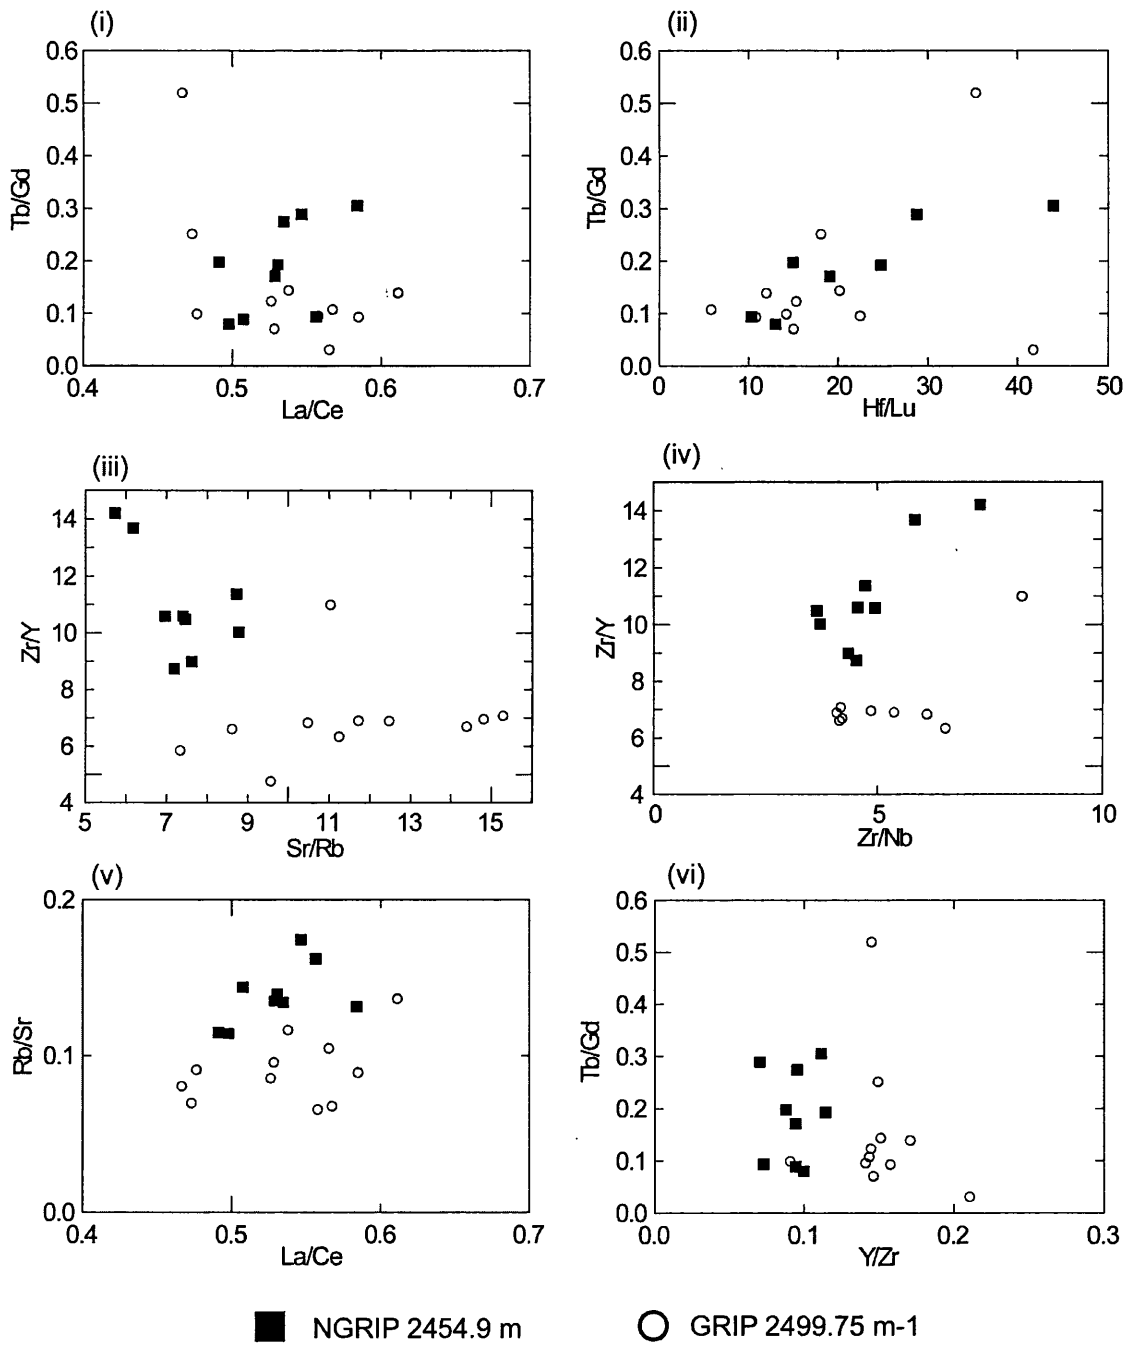 (i)
0.6
0.5
0.4
0.3
0.2
0.1
0.0
Tb/Gd
0.4 0.5 0.6 0.7
La/Ce
(ii)
0.6
0.5
0.4
0.3
0.2
0.1
0.0
Tb/Gd
0 10 20 30 40 50
Hf/Lu
(iii)
14
12
10
8
6
4
Zr/Y
5 7 9 11 13 15
Sr/Rb
(iv)
14
12
10
8
6
4
Zr/Y
0 5 10
Zr/Nb
(v)
0.2
0.1
0.0
Rb/Sr
0.4 0.5 0.6 0.7
La/Ce
(vi)
0.6
0.5
0.4
0.3
0.2
0.1
0.0
Tb/Gd
0.0 0.1 0.2 0.3
Y/Zr
NGRIP 2454.9 m
GRIP 2499.75 m-1